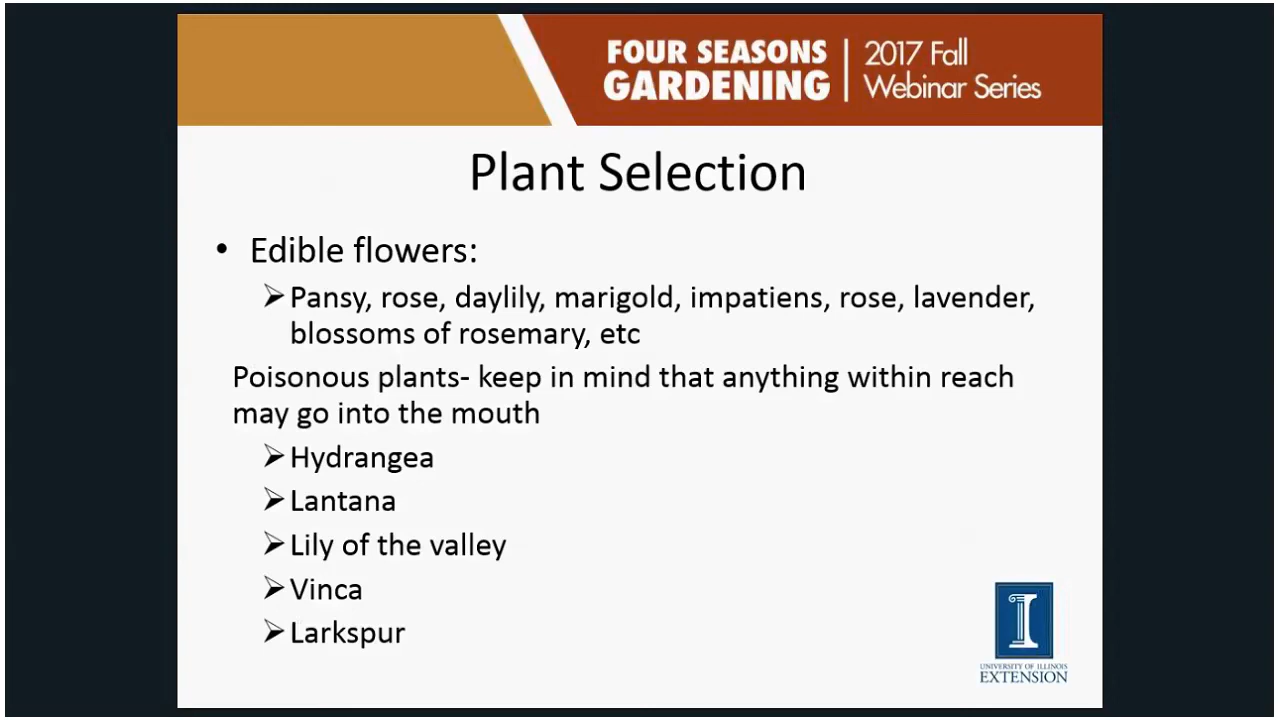 FOUR SEASONS
GARDENING
2017 Fall
Webinar Series
Plant Selection
• Edible flowers:
➢Pansy, rose, daylily, marigold, impatiens, rose, lavender,
blossoms of rosemary, etc
Poisonous plants- keep in mind that anything within reach
may go into the mouth
➢Hydrangea
➢Lantana
➢Lily of the valley
➢Vinca
➢Larkspur
I
UNIVERSITY OF ILLINOIS
EXTENSION